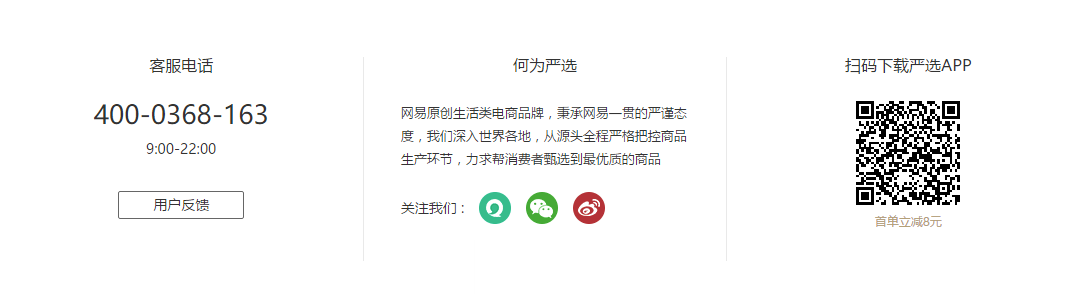 客服电话
400-0368-163
9:00-22:00
用户反馈
何为严选
网易原创生活类电商品牌，秉承网易一贯的严谨态
度，我们深入世界各地，从源头全程严格把控商品
生产环节，力求帮消费者甄选到最优质的商品
关注我们：
扫码下载严选APP
首单立减8元